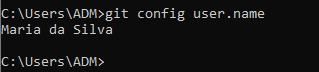 C:\Users\ADM>git config user.name
Maria da Silva
C:\Users\ADM>